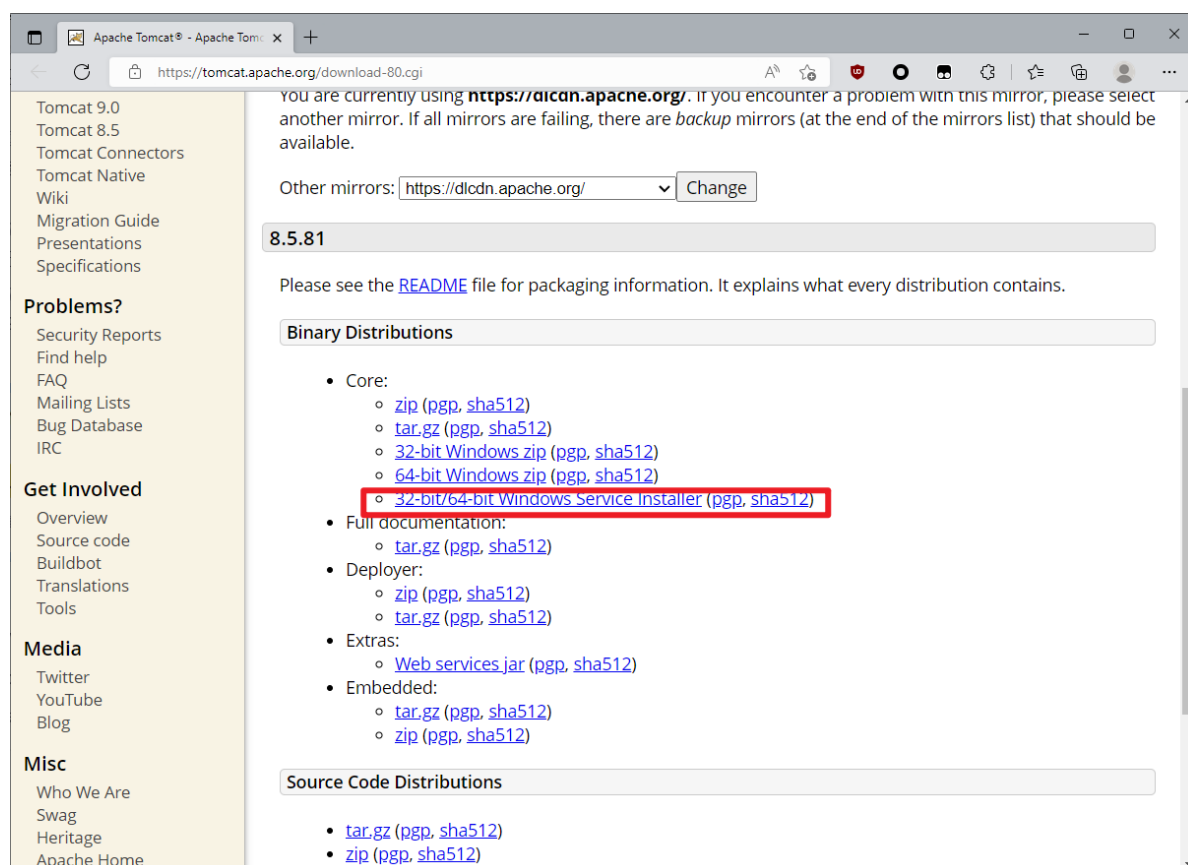 Apache Tomcat® - Apache Tomc
https://tomcat.apache.org/download-80.cgi
Tomcat 9.0
Tomcat 8.5
Tomcat Connectors
Tomcat Native
Wiki
Migration Guide
Presentations
Specifications
Problems?
Security Reports
Find help
FAQ
Mailing Lists
Bug Database
IRC
Get Involved
Overview
Source code
Buildbot
Translations
Tools
Media
Twitter
YouTube
Blog
Misc
Who We Are
Swag
Heritage
Apache Home
You are currently using https://dlcdn.apache.org/. If you encounter a problem with this mirror, please select
another mirror. If all mirrors are failing, there are backup mirrors (at the end of the mirrors list) that should be
available.
Other mirrors: https://dlcdn.apache.org/ Change
8.5.81
Please see the README file for packaging information. It explains what every distribution contains.
Binary Distributions
• Core:
◦ zip (pgp, sha512)
◦ tar.gz (pgp, sha512)
◦ 32-bit Windows zip (pgp, sha512)
◦ 64-bit Windows zip (pgp, sha512)
◦ 32-bit/64-bit Windows Service Installer (pgp, sha512)
• Full documentation:
◦ tar.gz (pgp, sha512)
• Deployer:
◦ zip (pgp, sha512)
◦ tar.gz (pgp, sha512)
• Extras:
◦ Web services jar (pgp, sha512)
• Embedded:
◦ tar.gz (pgp, sha512)
◦ zip (pgp, sha512)
Source Code Distributions
• tar.gz (pgp, sha512)
• zip (pgp, sha512)